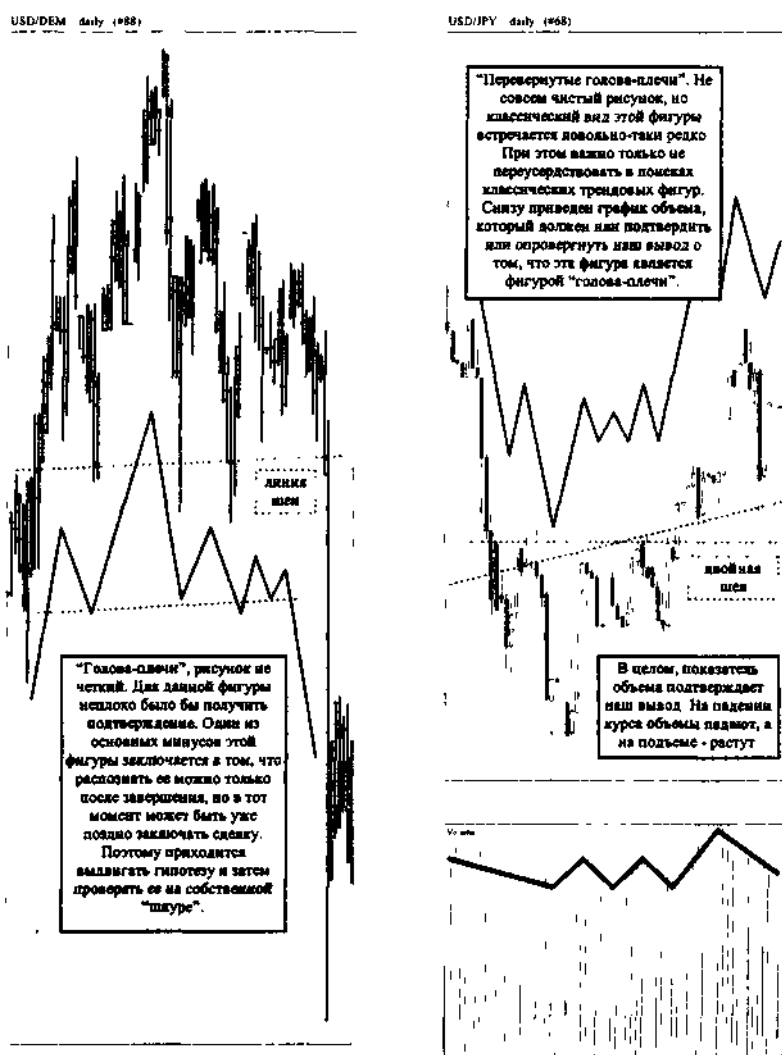 USD/DEM daily (#88)
"Голова-плечи", рисунок не
четкий. Для данной фигуры
неплохо было бы получить
подтверждение. Один из
основных минусов этой
фигуры заключается в том, что
распознать ее можно только
после завершения, но в тот
момент может быть уже
поздно заключать сделку.
Поэтому приходится
выдвигать гипотезу и затем
проверять ее на собственной
"шкуре".
линия
шеи
USD/JPY daily (#68)
"Перевернутые голова-плечи". Не
совсем чистый рисунок, но
классический вид этой фигуры
встречается довольно-таки редко
При этом важно только не
переусердствовать в поисках
классических трендовых фигур.
Снизу приведен график объема,
который должен или подтвердить
или опровергнуть наш вывод о
том, что эта фигура является
фигурой "голова-плечи".
двойная
шея
В целом, показатель
объема подтверждает
наш вывод. На падении
курса объемы падают, а
на подъеме - растут
Volume